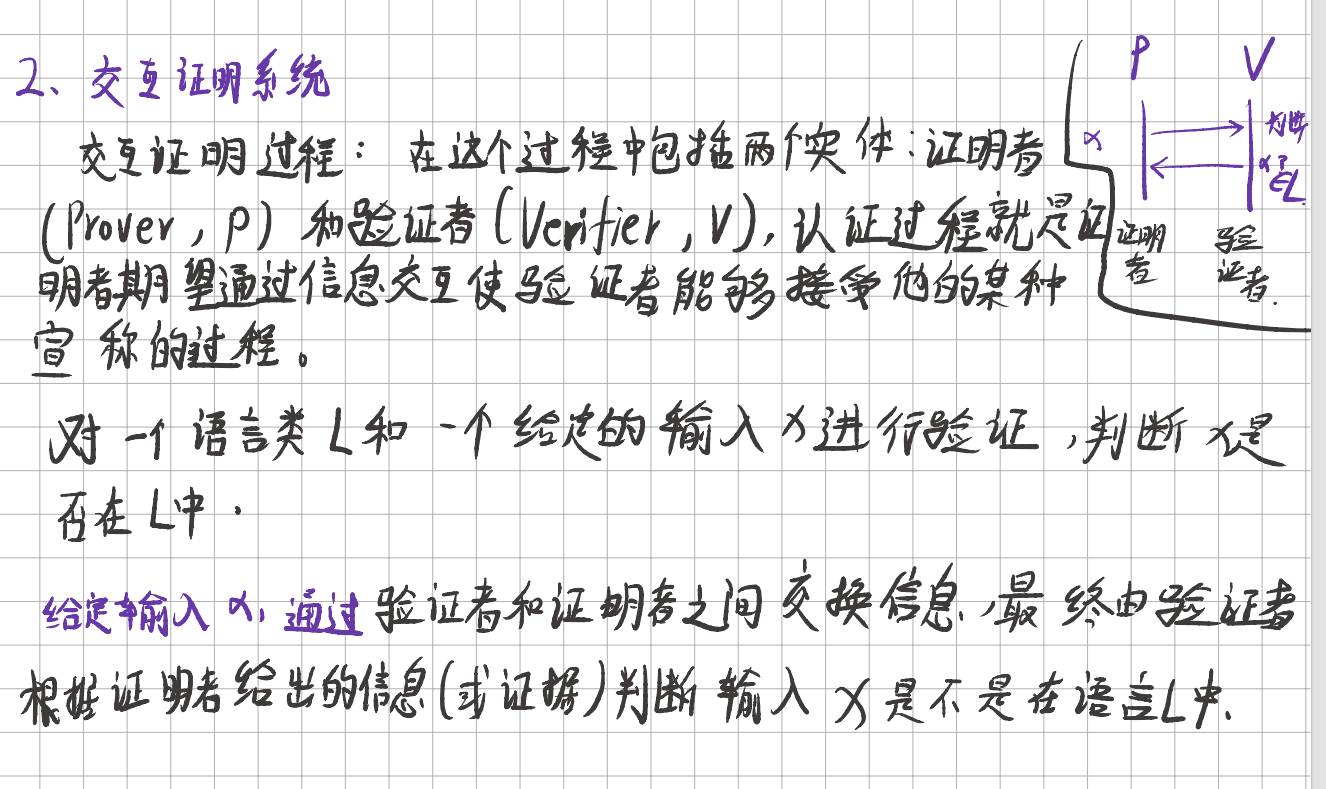 2、交互证明系统
交互证明过程：在这个过程中包括两个实体：证明者
(Prover，P) 和验证者 (Verifier，V)，认证过程就是证
明者期望通过信息交互使验证者能够接受他的某种
宣称的过程。
对一个语言类L和一个给定的输入x进行验证，判断x是
否在L中.
给定输入x，通过验证者和证明者之间交换信息，最终由验证者
根据证明者给出的信息(或证据)判断输入x是不是在语言L中.
P V
x
判断
x ?
∈L
证明
者
验
证者.